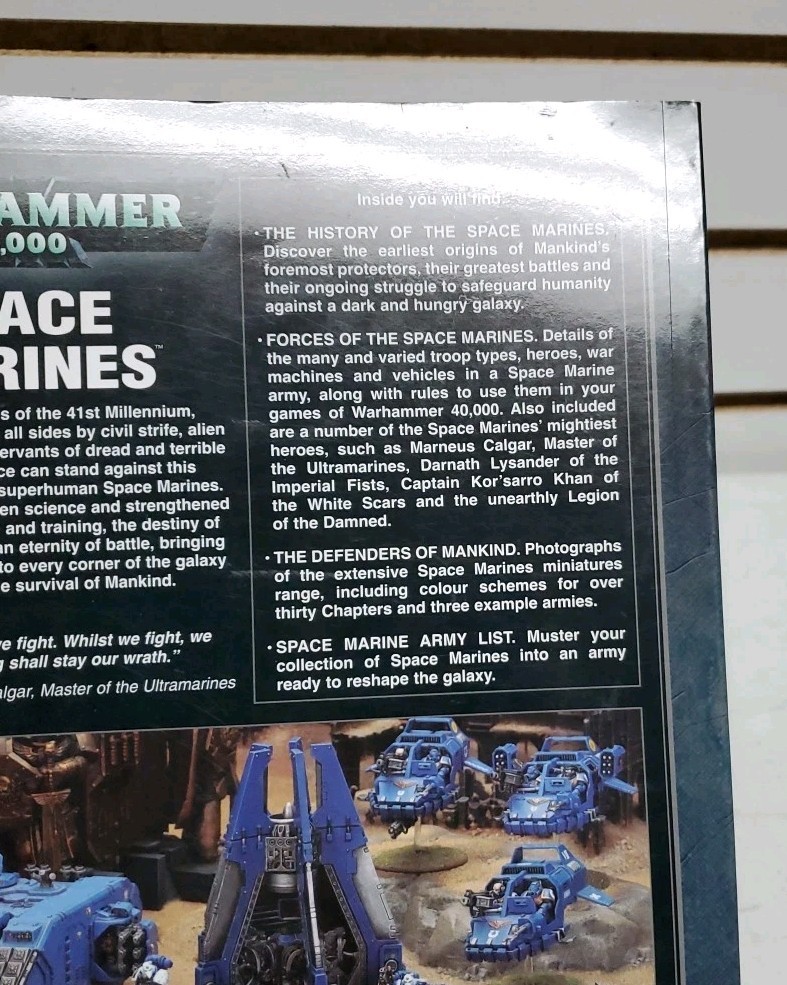 AMMER
,000
ACE
RINES™
s of the 41st Millennium,
all sides by civil strife, alien
ervants of dread and terrible
ce can stand against this
superhuman Space Marines.
en science and strengthened
and training, the destiny of
an eternity of battle, bringing
to every corner of the galaxy
e survival of Mankind.
e fight. Whilst we fight, we
g shall stay our wrath."
algar, Master of the Ultramarines
Inside you will find:
• THE HISTORY OF THE SPACE MARINES.
Discover the earliest origins of Mankind's
foremost protectors, their greatest battles and
their ongoing struggle to safeguard humanity
against a dark and hungry galaxy.
• FORCES OF THE SPACE MARINES. Details of
the many and varied troop types, heroes, war
machines and vehicles in a Space Marine
army, along with rules to use them in your
games of Warhammer 40,000. Also included
are a number of the Space Marines' mightiest
heroes, such as Marneus Calgar, Master of
the Ultramarines, Darnath Lysander of the
Imperial Fists, Captain Kor'sarro Khan of
the White Scars and the unearthly Legion
of the Damned.
• THE DEFENDERS OF MANKIND. Photographs
of the extensive Space Marines miniatures
range, including colour schemes for over
thirty Chapters and three example armies.
• SPACE MARINE ARMY LIST. Muster your
collection of Space Marines into an army
ready to reshape the galaxy.